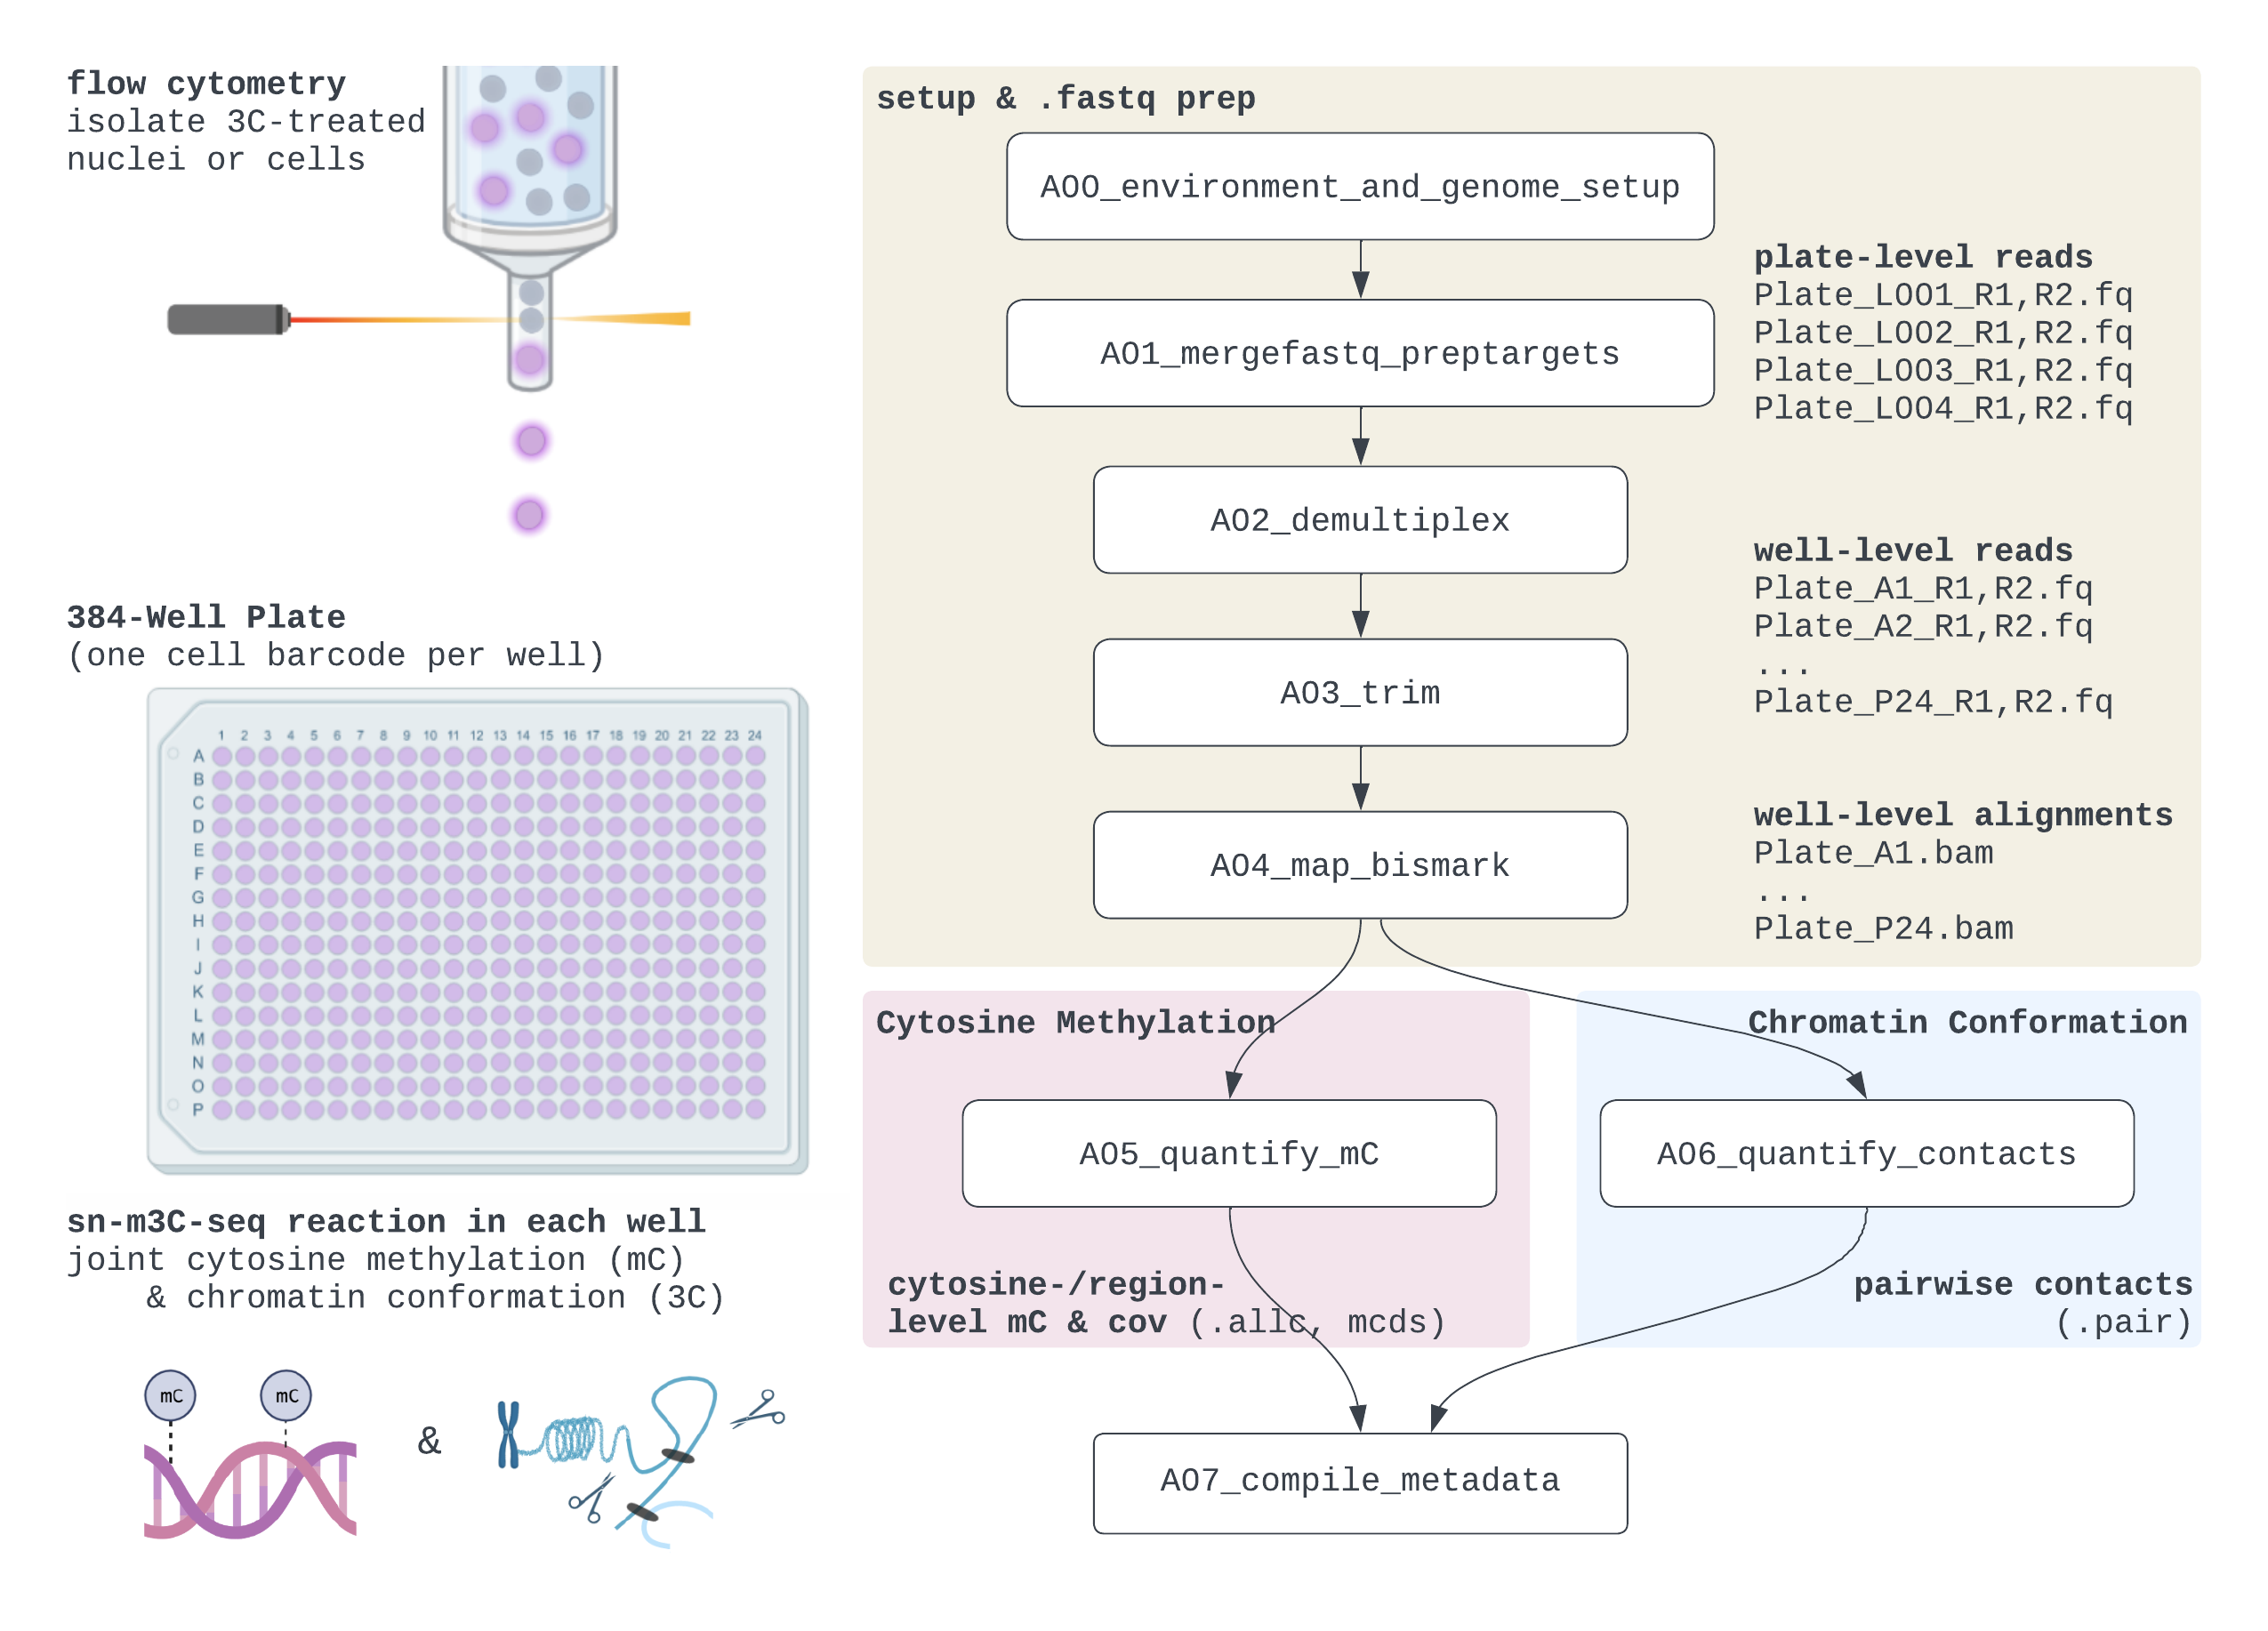 flow cytometry
isolate 3C-treated
nuclei or cells
384-Well Plate
(one cell barcode per well)
1 2 3 4 5 6 7 8 9 10 11 12 13 14 15 16 17 18 19 20 21 22 23 24
A
B
C
D
E
F
G
H
I
J
K
L
M
N
O
P
sn-m3C-seq reaction in each well
joint cytosine methylation (mC)
& chromatin conformation (3C)
mC
mC
&
setup & .fastq prep
A00_environment_and_genome_setup
A01_mergefastq_preptargets
plate-level reads
Plate_L001_R1,R2.fq
Plate_L002_R1,R2.fq
Plate_L003_R1,R2.fq
Plate_L004_R1,R2.fq
A02_demultiplex
well-level reads
Plate_A1_R1,R2.fq
Plate_A2_R1,R2.fq
...
Plate_P24_R1,R2.fq
A03_trim
A04_map_bismark
well-level alignments
Plate_A1.bam
...
Plate_P24.bam
Cytosine Methylation
A05_quantify_mC
cytosine-/region-
level mC & cov (.allc, mcds)
Chromatin Conformation
A06_quantify_contacts
pairwise contacts
(.pair)
A07_compile_metadata